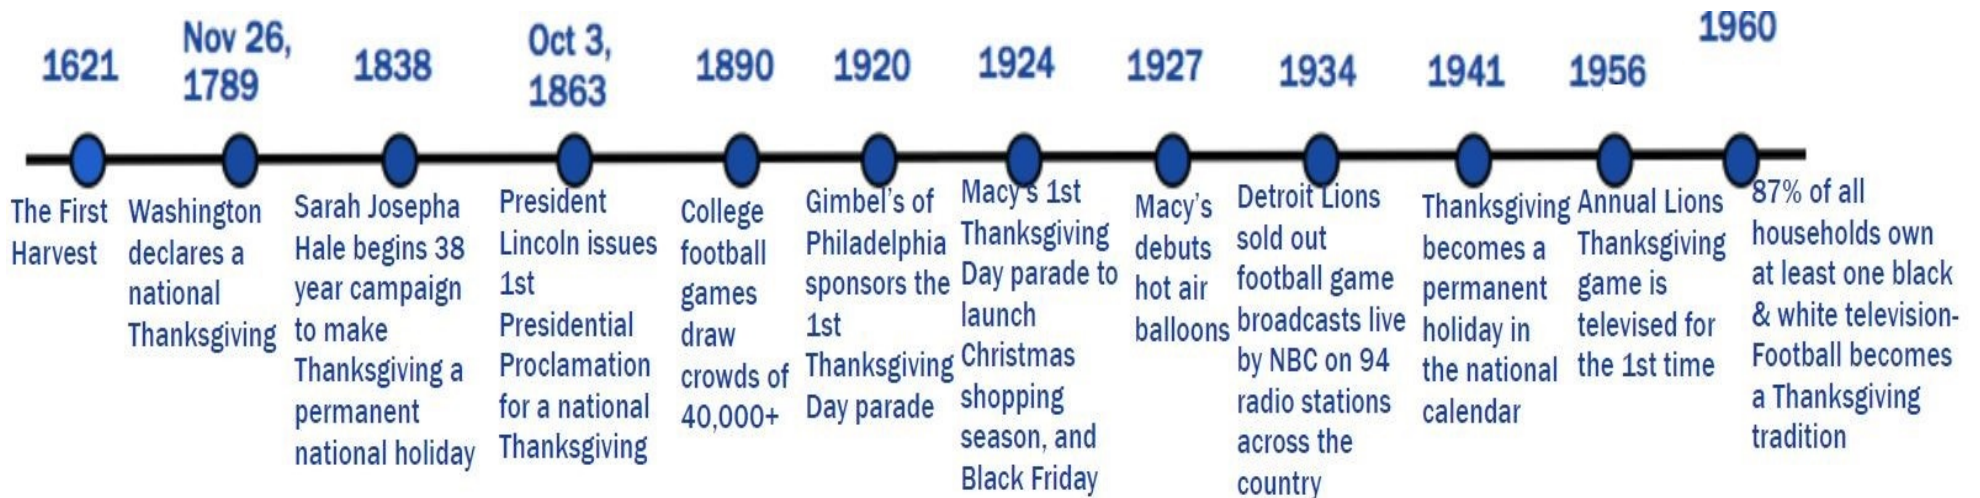 1621
Nov 26,
1789
1838
Oct 3,
1863
1890
1920
1924
1927
1934
1941
1956
1960
The First
Harvest
Washington
declares a
national
Thanksgiving
Sarah Josepha
Hale begins 38
year campaign
to make
Thanksgiving a
permanent
national holiday
President
Lincoln issues
1st
Presidential
Proclamation
for a national
Thanksgiving
College
football
games
draw
crowds of
40,000+
Gimbel's of
Philadelphia
sponsors the
1st
Thanksgiving
Day parade
Macy's 1st
Thanksgiving
Day parade to
launch
Christmas
shopping
season, and
Black Friday
Macy's
debuts
hot air
balloons
Detroit Lions
sold out
football game
broadcasts live
by NBC on 94
radio stations
across the
country
Thanksgiving
becomes a
permanent
holiday in
the national
calendar
Annual Lions
Thanksgiving
game is
televised for
the 1st time
87% of all
households own
at least one black
& white television-
Football becomes
a Thanksgiving
tradition